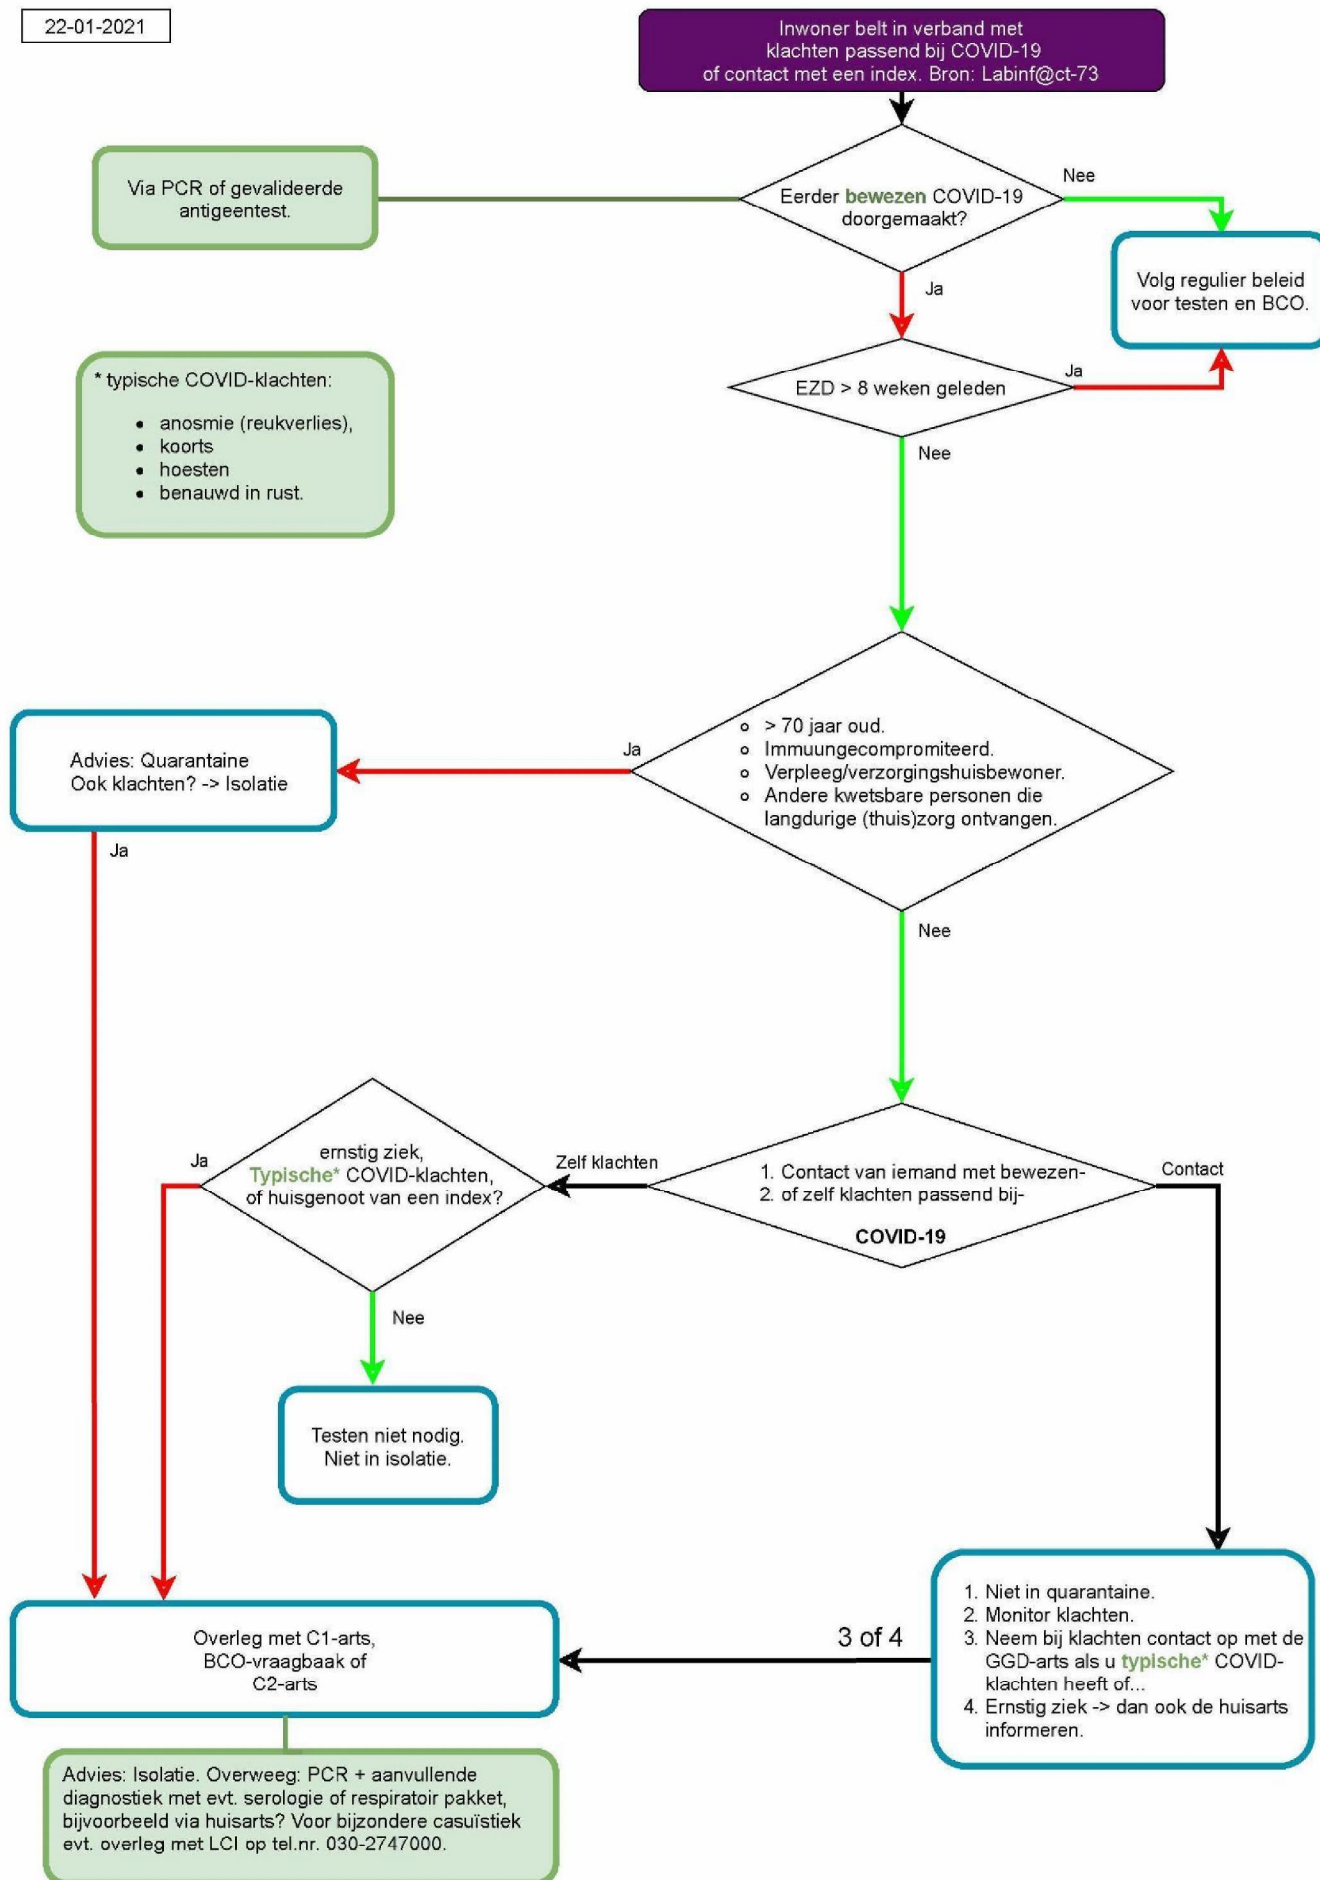 22-01-2021
Inwoner belt in verband met
klachten passend bij COVID-19
of contact met een index. Bron: Labinf@ct-73
Via PCR of gevalideerde
antigeentest.
Eerder bewezen COVID-19
doorgemaakt?
Nee
Volg regulier beleid
voor testen en BCO.
Ja
EZD > 8 weken geleden
Ja
Nee
* typische COVID-klachten:
• anosmie (reukverlies),
• koorts
• hoesten
• benauwd in rust.
> 70 jaar oud.
Immuungecompromiteerd.
Verpleeg/verzorgingshuisbewoner.
Andere kwetsbare personen die
langdurige (thuis)zorg ontvangen.
Ja
Advies: Quarantaine
Ook klachten? -> Isolatie
Ja
Nee
1. Contact van iemand met bewezen-
2. of zelf klachten passend bij-
COVID-19
Zelf klachten
Contact
ernstig ziek,
Typische* COVID-klachten,
of huisgenoot van een index?
Ja
Nee
Testen niet nodig.
Niet in isolatie.
1. Niet in quarantaine.
2. Monitor klachten.
3. Neem bij klachten contact op met de
GGD-arts als u typische* COVID-
klachten heeft of...
4. Ernstig ziek -> dan ook de huisarts
informeren.
3 of 4
Overleg met C1-arts,
BCO-vraagbaak of
C2-arts
Advies: Isolatie. Overweeg: PCR + aanvullende
diagnostiek met evt. serologie of respiratoir pakket,
bijvoorbeeld via huisarts? Voor bijzondere casuïstiek
evt. overleg met LCI op tel.nr. 030-2747000.